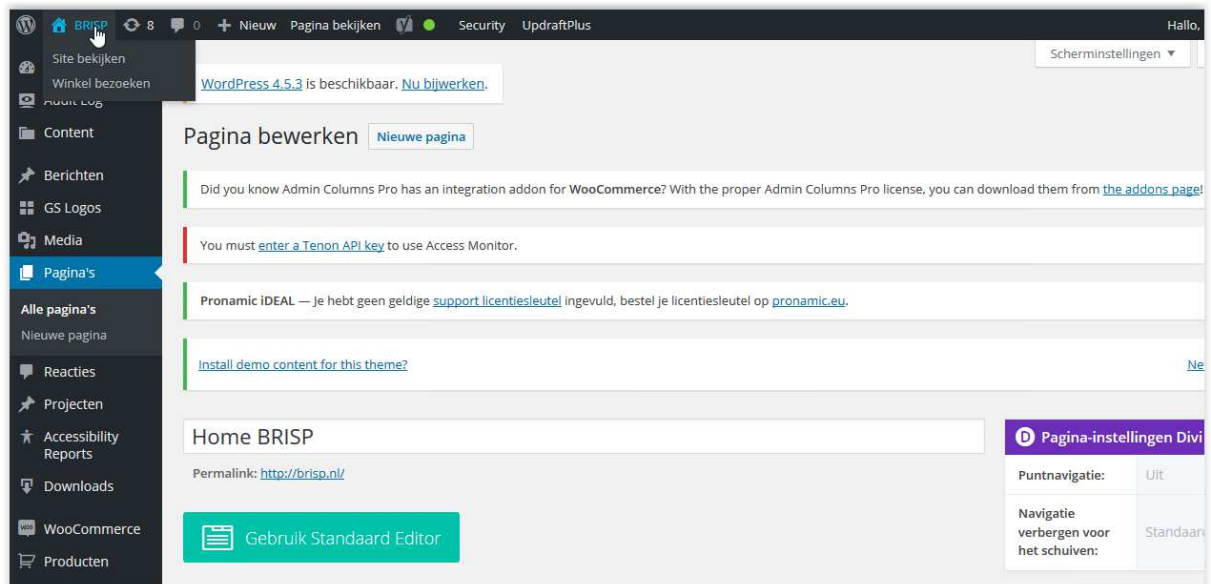 BRISP 8 0 + Nieuw Pagina bekijken Security UpdraftPlus Hallo,
Site bekijken
Winkel bezoeken
Audit Log
Content
Berichten
GS Logos
Media
Pagina's
Alle pagina's
Nieuwe pagina
Reacties
Projecten
Accessibility
Reports
Downloads
WooCommerce
Producten
Scherminstellingen ▼
WordPress 4.5.3 is beschikbaar. Nu bijwerken.
Pagina bewerken Nieuwe pagina
Did you know Admin Columns Pro has an integration addon for WooCommerce? With the proper Admin Columns Pro license, you can download them from the addons page!
You must enter a Tenon API key to use Access Monitor.
Pronamic iDEAL — Je hebt geen geldige support licentiesleutel ingevuld, bestel je licentiesleutel op pronamic.eu.
Install demo content for this theme? Ne
Home BRISP
Permalink: http://brisp.nl/
Gebruik Standaard Editor
D Pagina-instellingen Divi
Puntnavigatie: Uit
Navigatie
verbergen voor
het schuiven:
Standaard